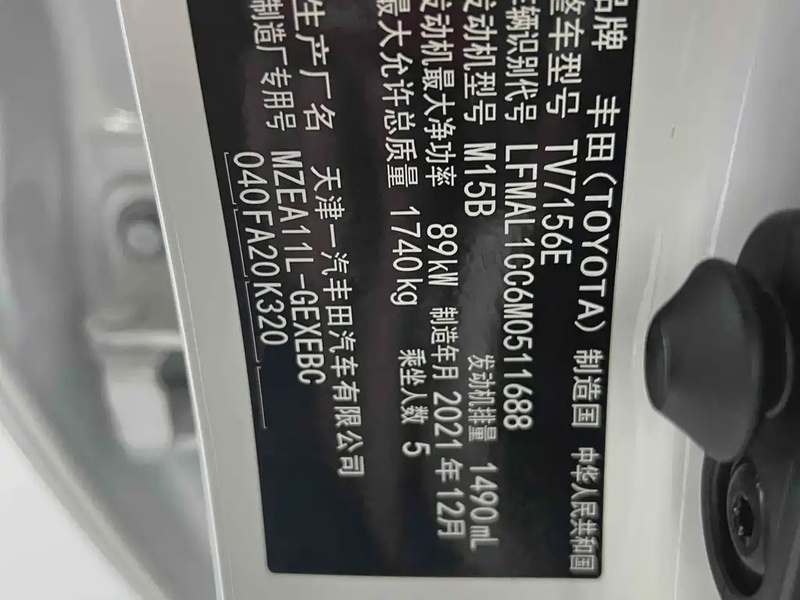 品牌 丰田(TOYOTA) 制造国 中华人民共和国
整车型号 TV7156E
车辆识别代号 LFMAL1CC6M0511688
发动机型号 M15B 发动机排量 1490mL
发动机最大净功率 89kW 制造年月 2021年12月
最大允许总质量 1740kg 乘坐人数 5
生产厂名 天津一汽丰田汽车有限公司
制造厂专用号 MZEA11L-GEXEBC
040FA20K320